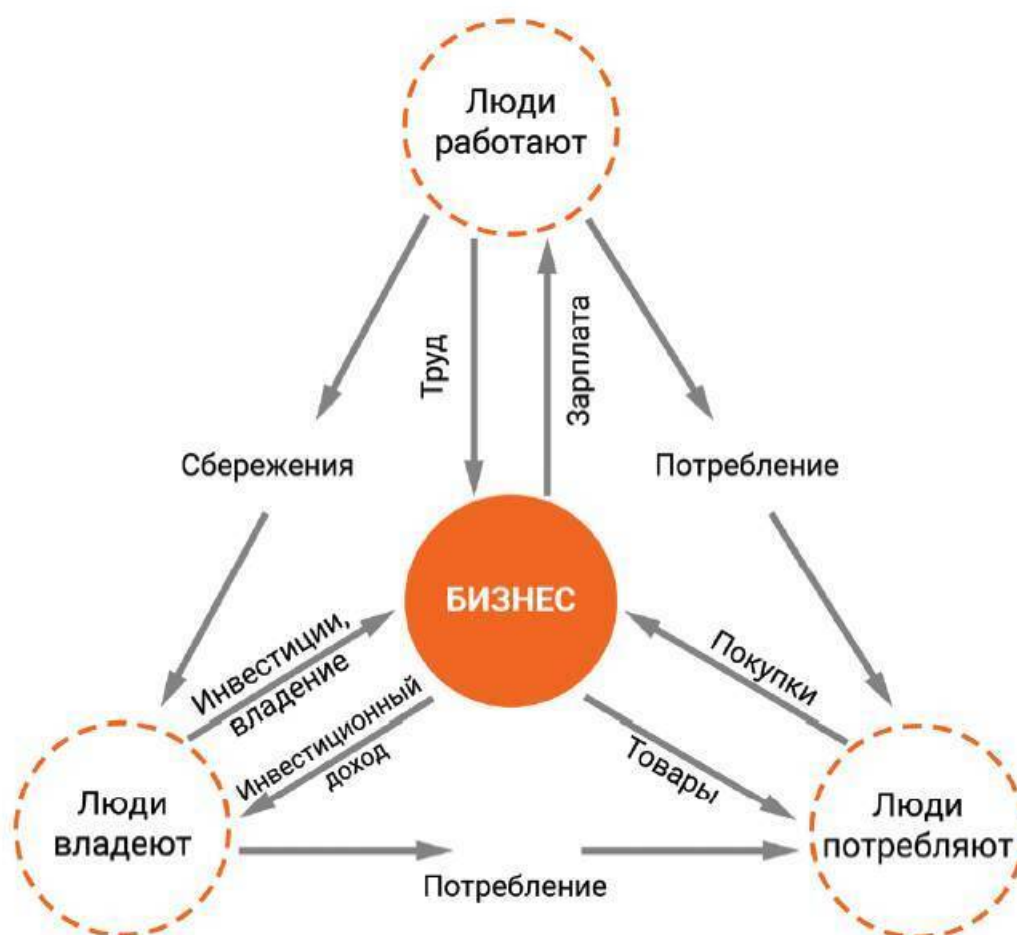 Люди
работают
Труд
Зарплата
Сбережения
Потребление
БИЗНЕС
Инвестиции,
владение
Инвестиционный
доход
Покупки
Товары
Люди
владеют
Потребление
Люди
потребляют